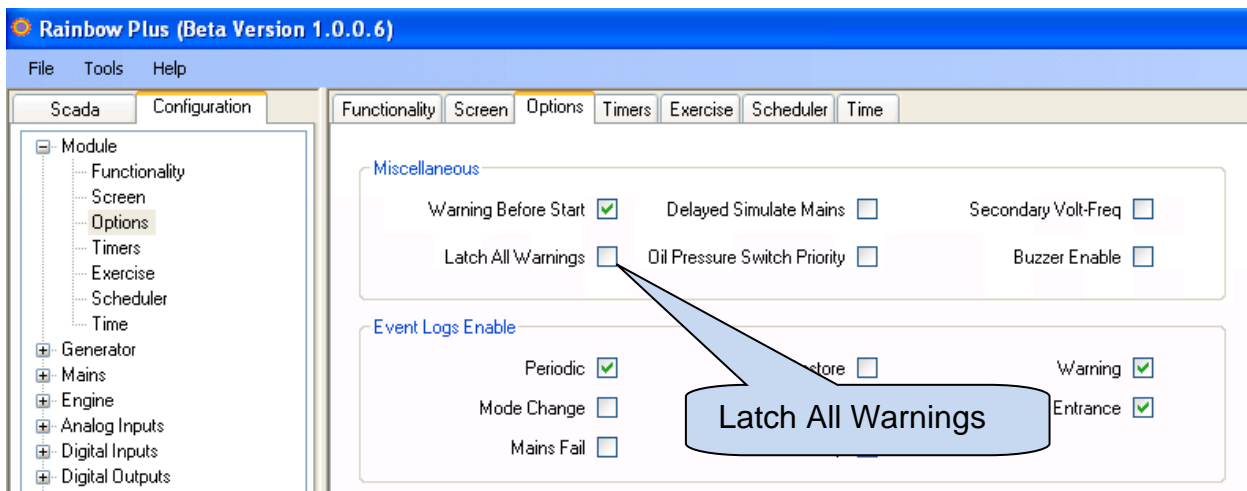 Rainbow Plus (Beta Version 1.0.0.6)
File Tools Help
Scada Configuration
Functionality Screen Options Timers Exercise Scheduler Time
Module
Functionality
Screen
Options
Timers
Exercise
Scheduler
Time
Generator
Mains
Engine
Analog Inputs
Digital Inputs
Digital Outputs
Miscellaneous
Warning Before Start Delayed Simulate Mains Secondary Volt-Freq
Latch All Warnings Oil Pressure Switch Priority Buzzer Enable
Event Logs Enable
Periodic Warning
Mode Change Entrance
Mains Fail
Latch All Warnings